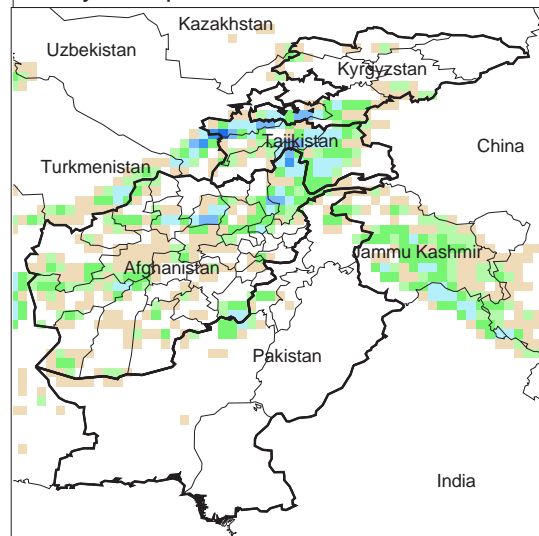 Kazakhstan
Uzbekistan
Kyrgyzstan
Tajikistan
China
Turkmenistan
Jammu Kashmir
Afghanistan
Pakistan
India